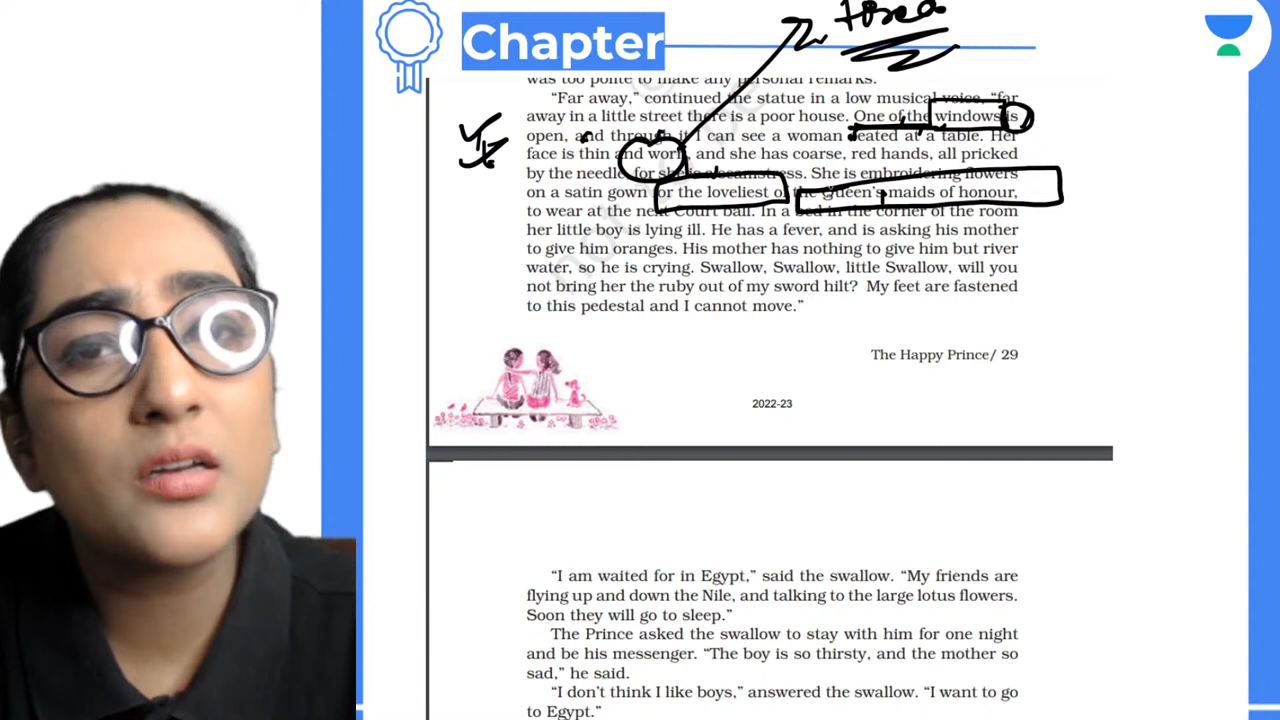 Chapter
tired
was too polite to make any personal remarks.
“Far away,” continued the statue in a low musical voice, “far
away in a little street there is a poor house. One of the windows is
open, and through it I can see a woman seated at a table. Her
face is thin and worn, and she has coarse, red hands, all pricked
by the needle, for she is a seamstress. She is embroidering flowers
on a satin gown for the loveliest of the Queen’s maids of honour,
to wear at the next Court ball. In a bed in the corner of the room
her little boy is lying ill. He has a fever, and is asking his mother
to give him oranges. His mother has nothing to give him but river
water, so he is crying. Swallow, Swallow, little Swallow, will you
not bring her the ruby out of my sword hilt? My feet are fastened
to this pedestal and I cannot move.”
The Happy Prince/ 29
2022-23
“I am waited for in Egypt,” said the swallow. “My friends are
flying up and down the Nile, and talking to the large lotus flowers.
Soon they will go to sleep.”
The Prince asked the swallow to stay with him for one night
and be his messenger. “The boy is so thirsty, and the mother so
sad,” he said.
“I don’t think I like boys,” answered the swallow. “I want to go
to Egypt.”